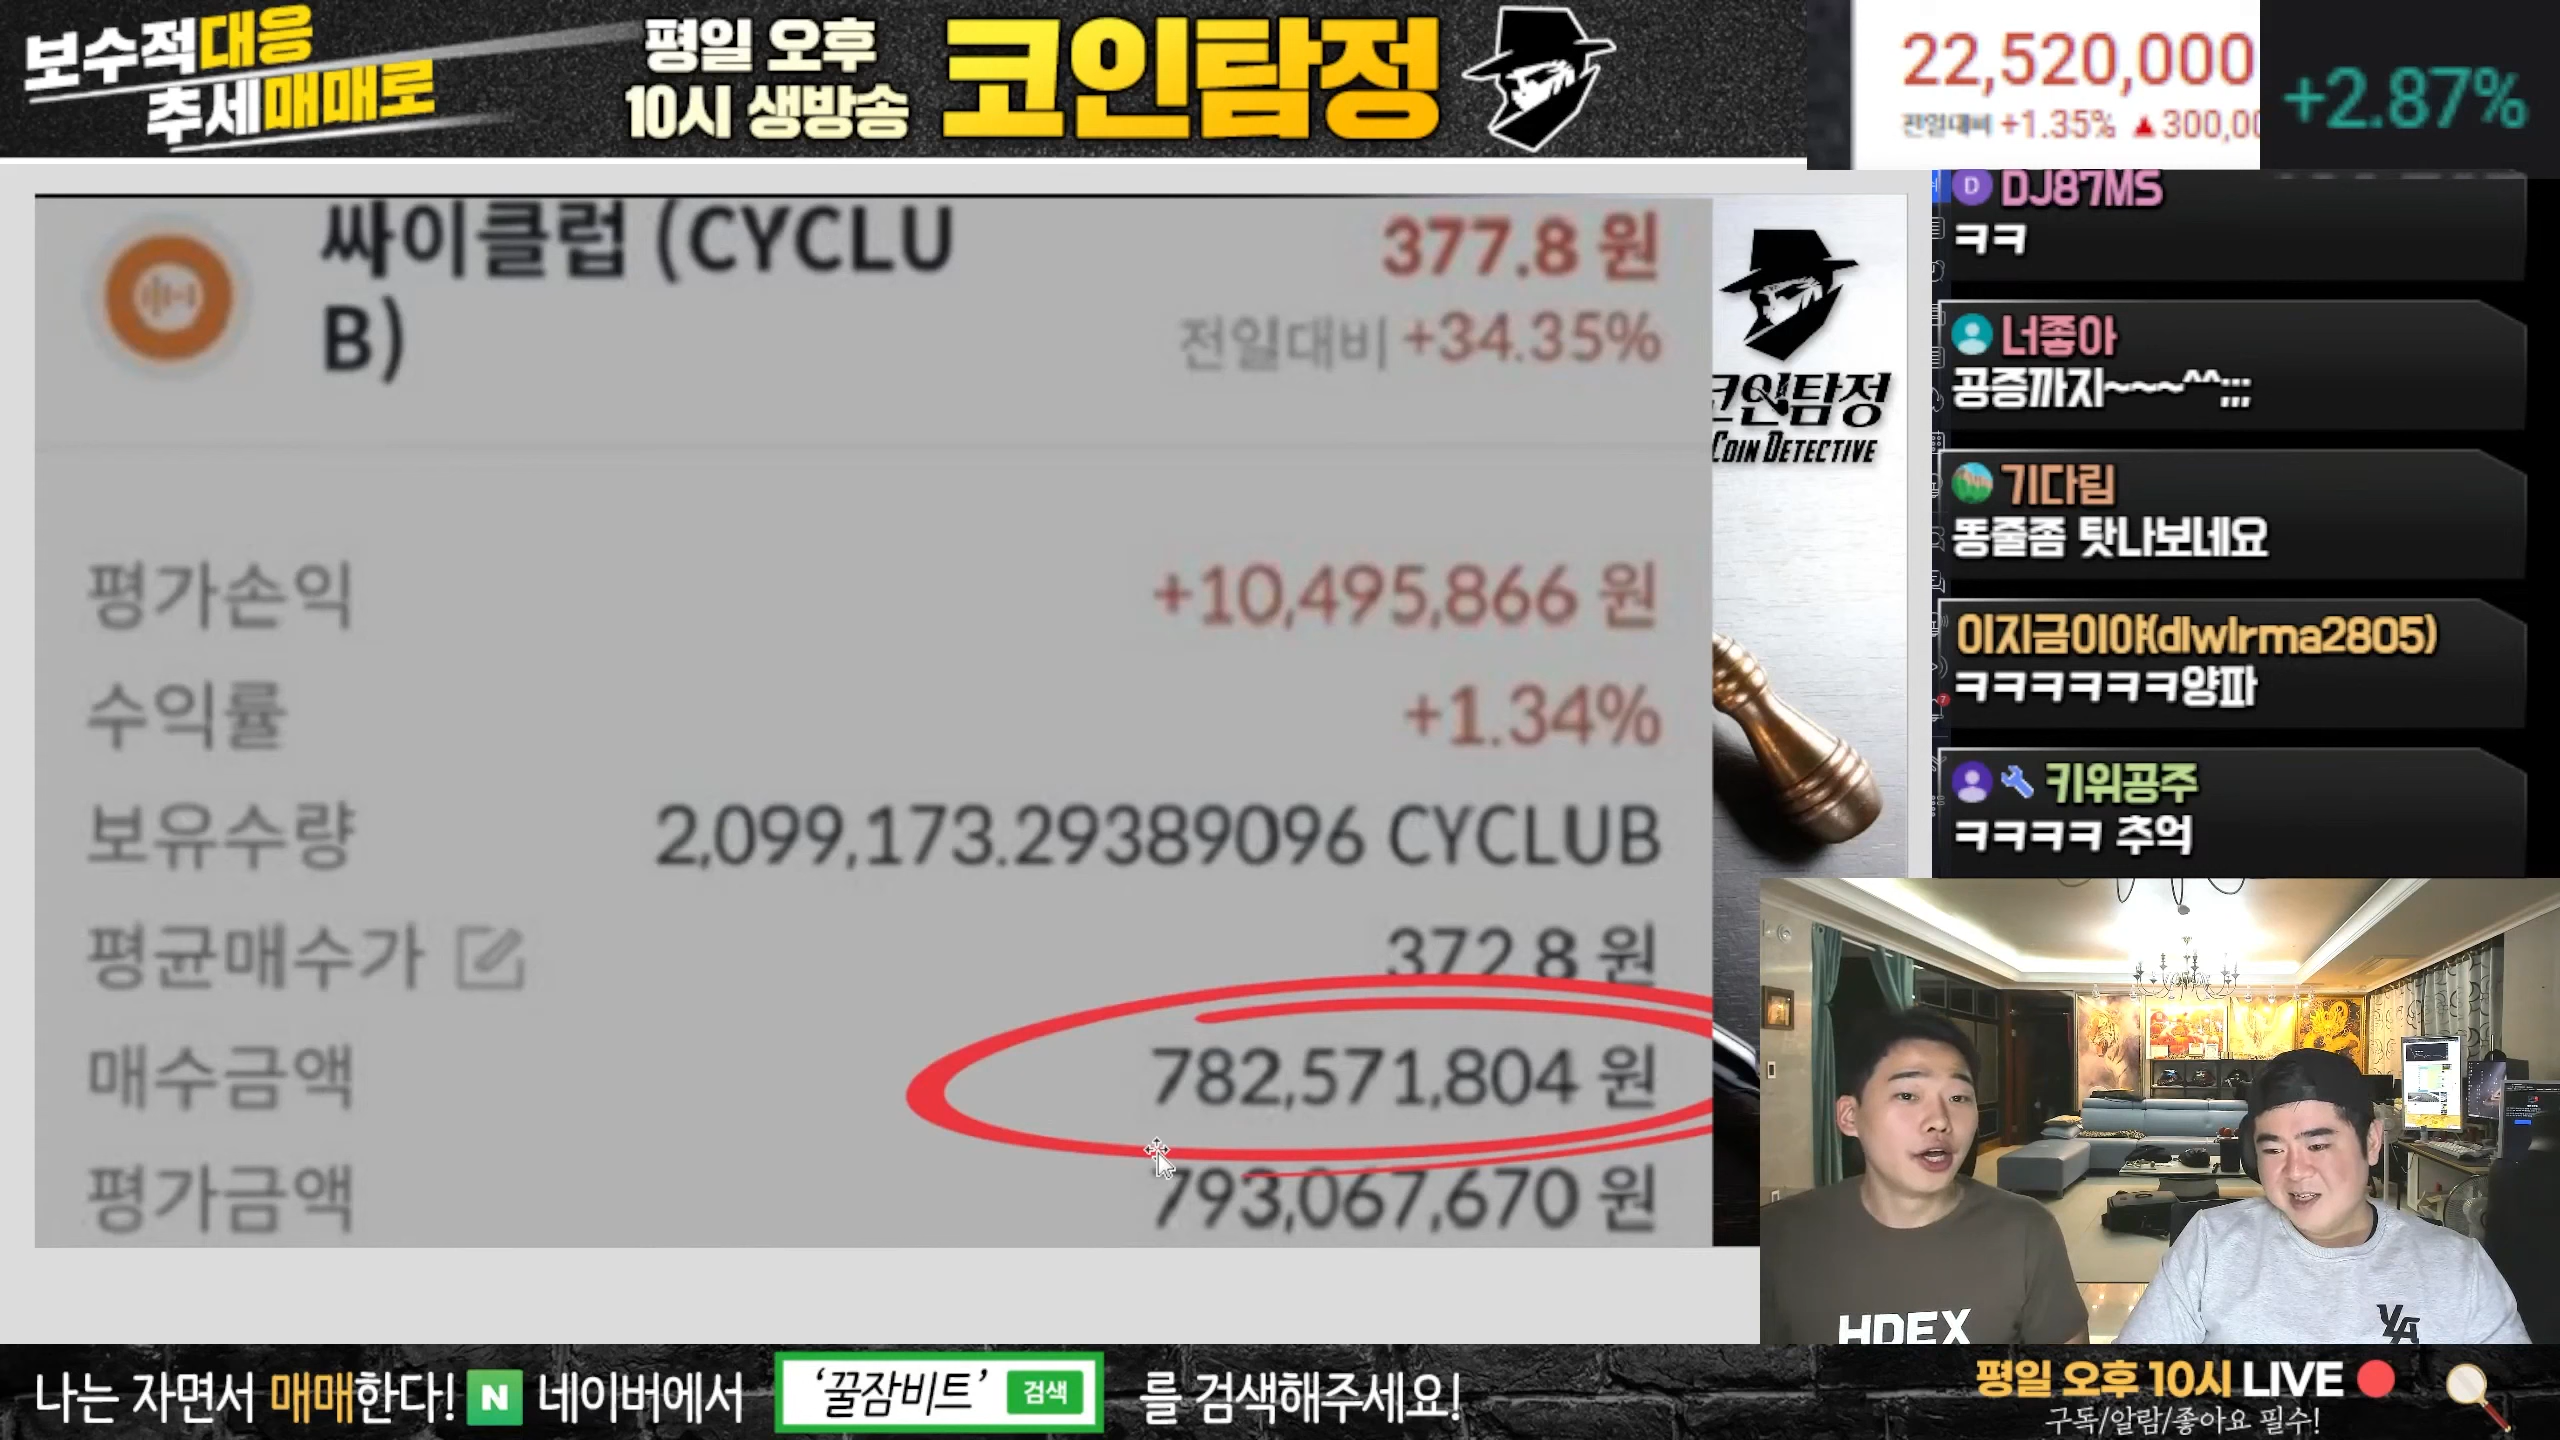 보수적대응
추세매매로
평일 오후
10시 생방송
코인탐정
22,520,000
전일대비 +1.35% ▲300,00
+2.87%
싸이클럽 (CYCLU
B)
377.8 원
전일대비 +34.35%
평가손익 +10,495,866 원
수익률 +1.34%
보유수량 2,099,173.29389096 CYCLUB
평균매수가 372.8 원
매수금액 782,571,804 원
평가금액 793,067,670 원
코인탐정
COIN DETECTIVE
D DJ87MS
ㅋㅋ
너좋아
공증까지~~~^^;;;
기다림
똥줄좀 탓나보네요
이지금이야(dlwlrma2805)
ㅋㅋㅋㅋㅋㅋ양파
키위공주
ㅋㅋㅋㅋ 추억
HDEX
나는 자면서 매매한다! N 네이버에서 '꿀잠비트' 검색 를 검색해주세요!
평일 오후 10시 LIVE
구독/알람/좋아요 필수!